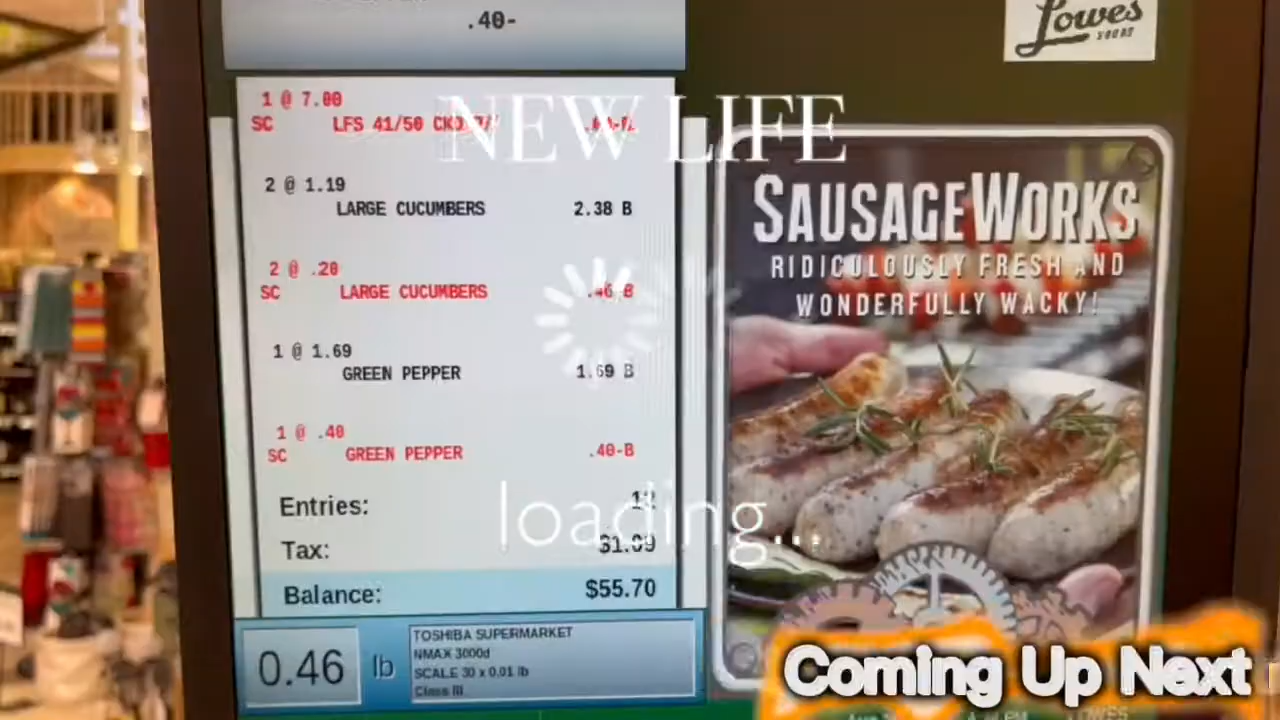 .40-
Lowes
1 @ 7.00
SC LFS 41/50 CKD
NEW LIFE
2 @ 1.19
LARGE CUCUMBERS 2.38 B
2 @ .20
SC LARGE CUCUMBERS
1 @ 1.69
GREEN PEPPER 1.69 B
1 @ .40
SC GREEN PEPPER .40-B
Entries:
loading...
Tax: $1.09
Balance: $55.70
0.46 lb
TOSHIBA SUPERMARKET
NMAX 3000d
SCALE 30 x 0.01 lb
Class III
SAUSAGEWORKS
RIDICULOUSLY FRESH AND
WONDERFULLY WACKY!
Coming Up Next